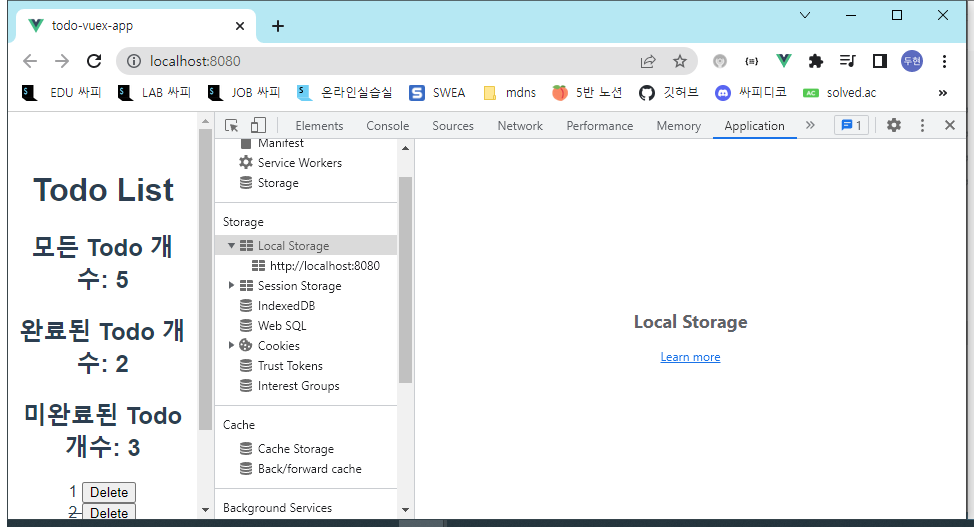 todo-vuex-app
localhost:8080
두현
EDU 싸피
LAB 싸피
JOB 싸피
온라인실습실
SWEA
mdns
5반 노션
깃허브
싸피디코
solved.ac
»
Elements
Console
Sources
Network
Performance
Memory
Application
»
1
Todo List
모든 Todo 개
수: 5
완료된 Todo 개
수: 2
미완료된 Todo
개수: 3
1 Delete
2 Delete
Manifest
Service Workers
Storage
Storage
Local Storage
http://localhost:8080
Session Storage
IndexedDB
Web SQL
Cookies
Trust Tokens
Interest Groups
Cache
Cache Storage
Back/forward cache
Background Services
Local Storage
Learn more